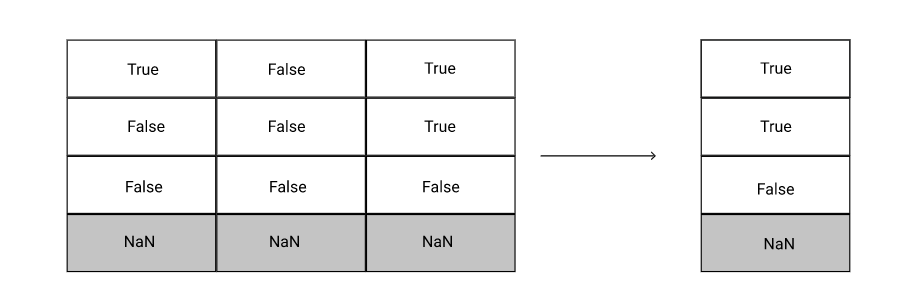 True False True True
False False True True
False False False False
NaN NaN NaN NaN